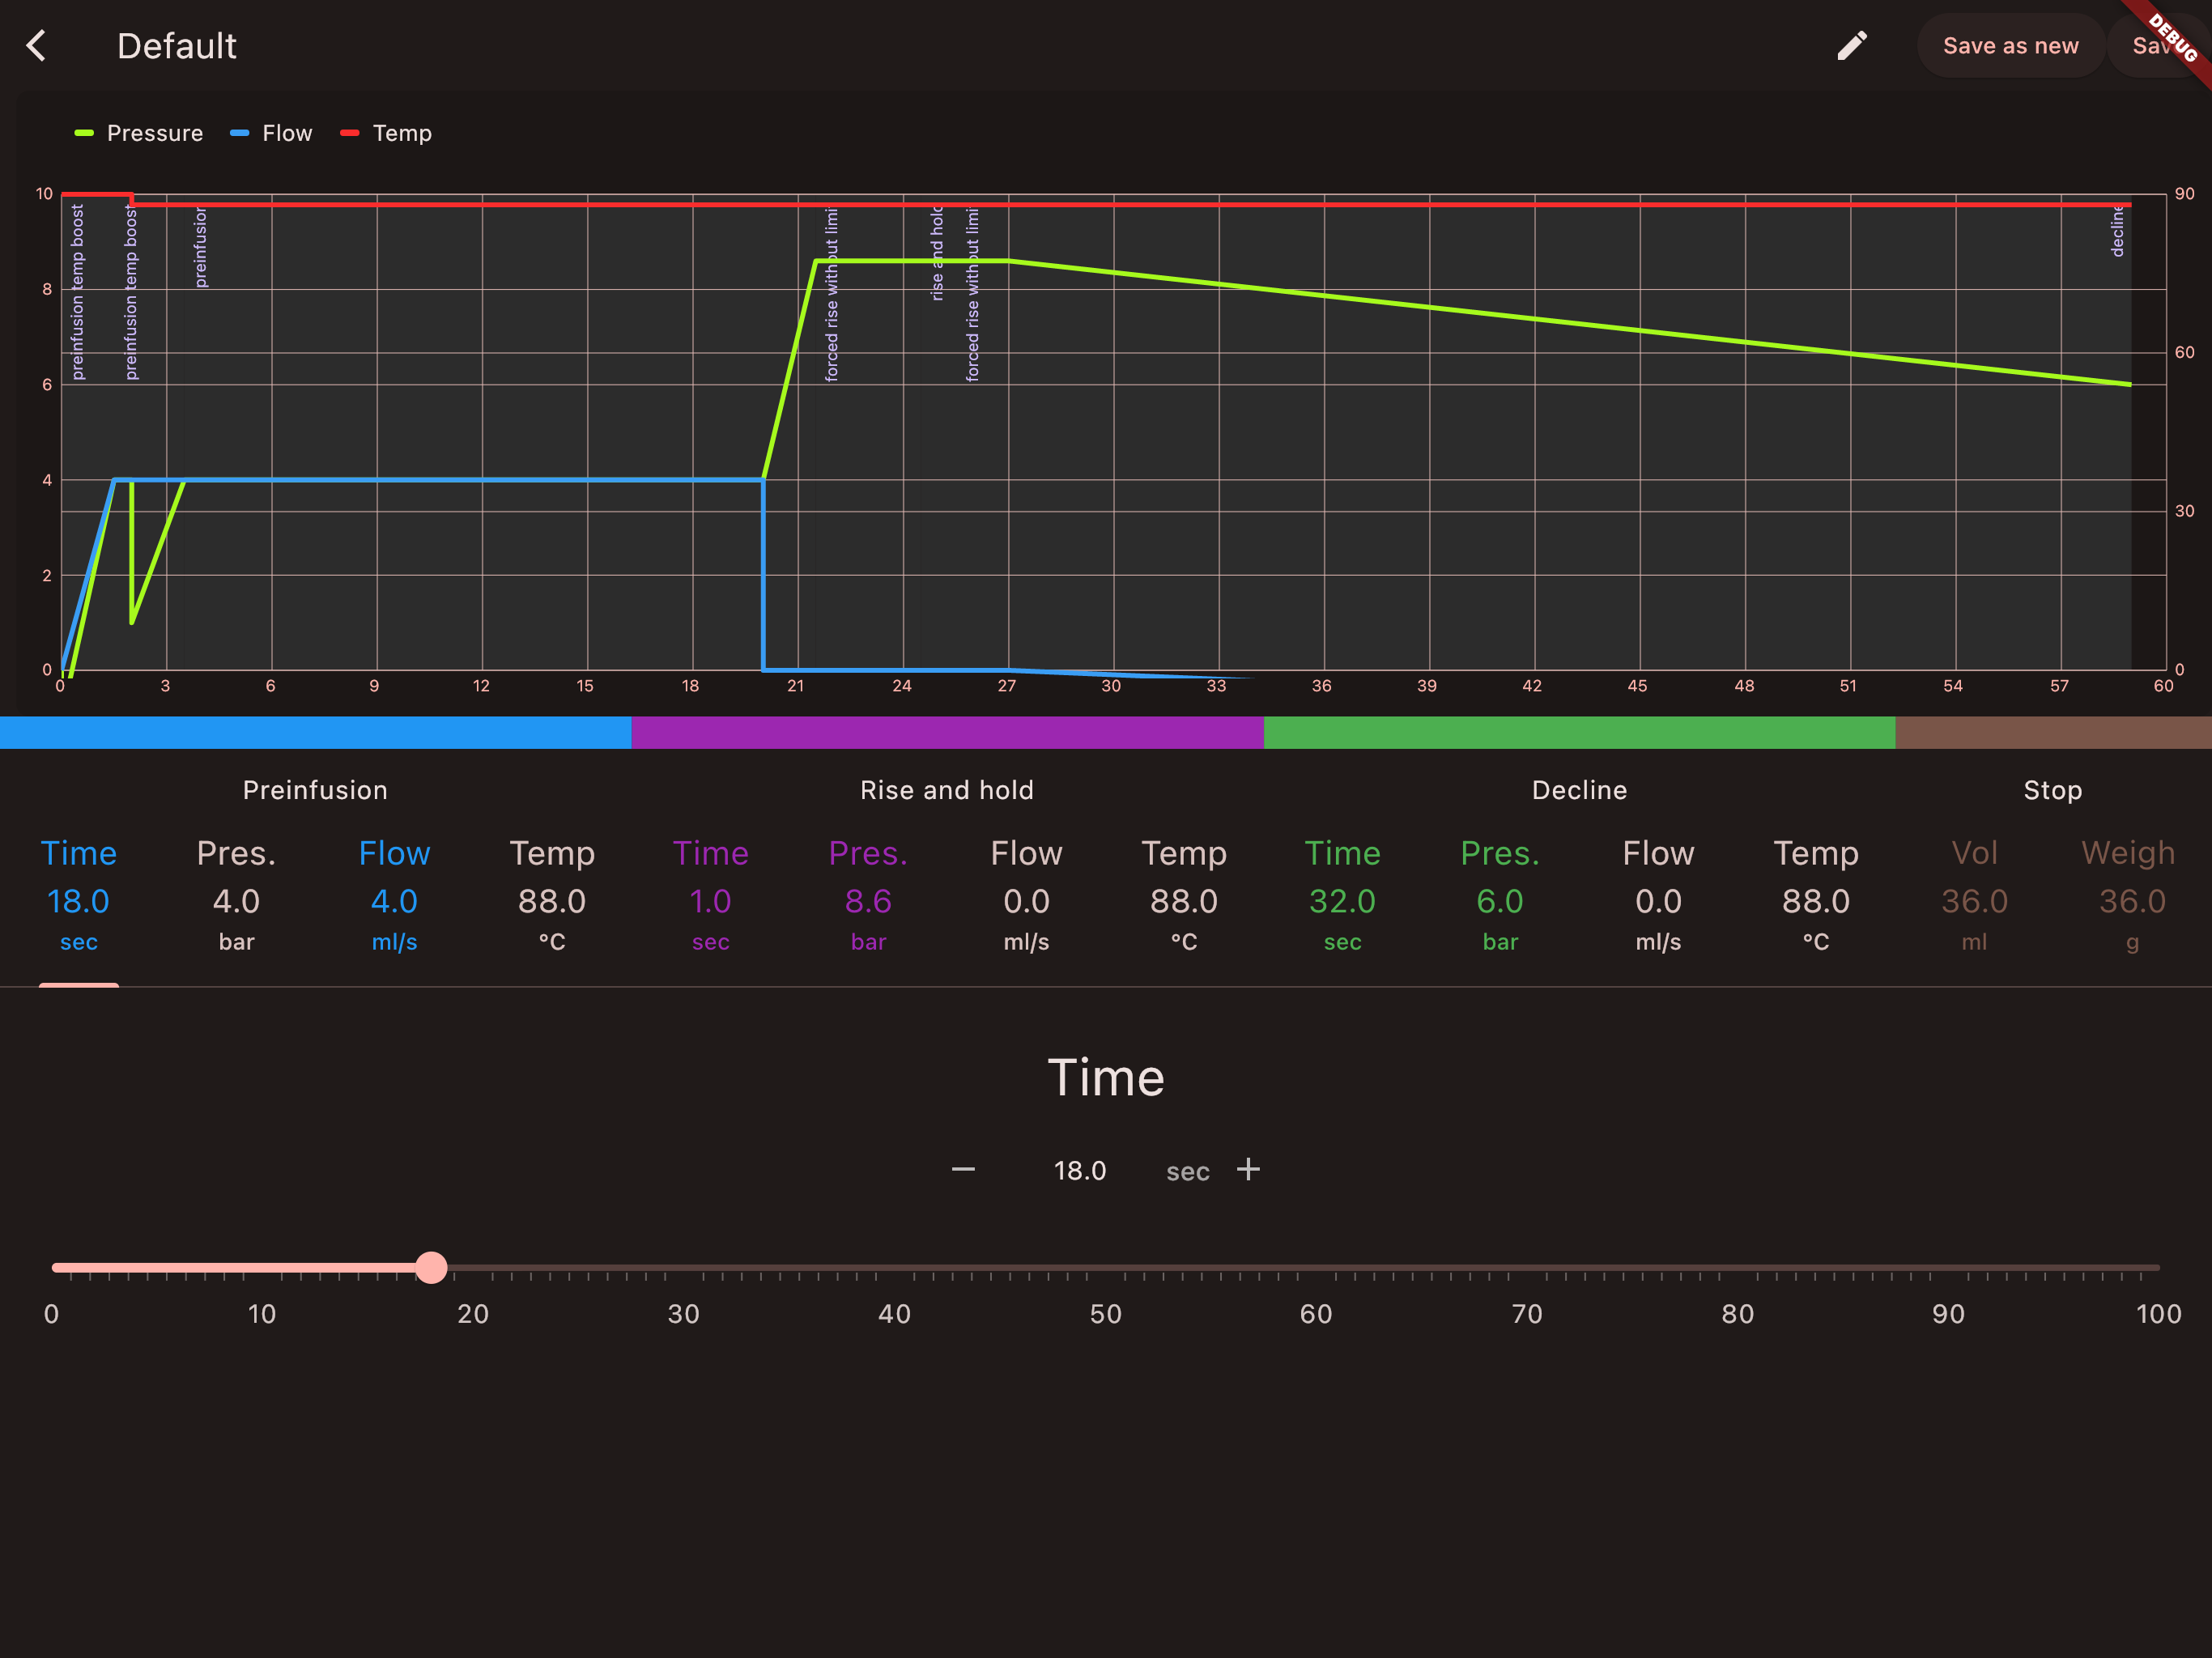 Default
Save as new
Sav
DEBUG
Pressure
Flow
Temp
10
8
6
4
2
0
90
60
30
0
preinfusion temp boost
preinfusion temp boost
preinfusion
forced rise without limi
rise and hold
forced rise without limi
decline
0 3 6 9 12 15 18 21 24 27 30 33 36 39 42 45 48 51 54 57 60
Preinfusion Rise and hold Decline Stop
Time Pres. Flow Temp Time Pres. Flow Temp Time Pres. Flow Temp Vol Weigh
18.0 4.0 4.0 88.0 1.0 8.6 0.0 88.0 32.0 6.0 0.0 88.0 36.0 36.0
sec bar ml/s °C sec bar ml/s °C sec bar ml/s °C ml g
Time
− 18.0 sec +
0 10 20 30 40 50 60 70 80 90 100